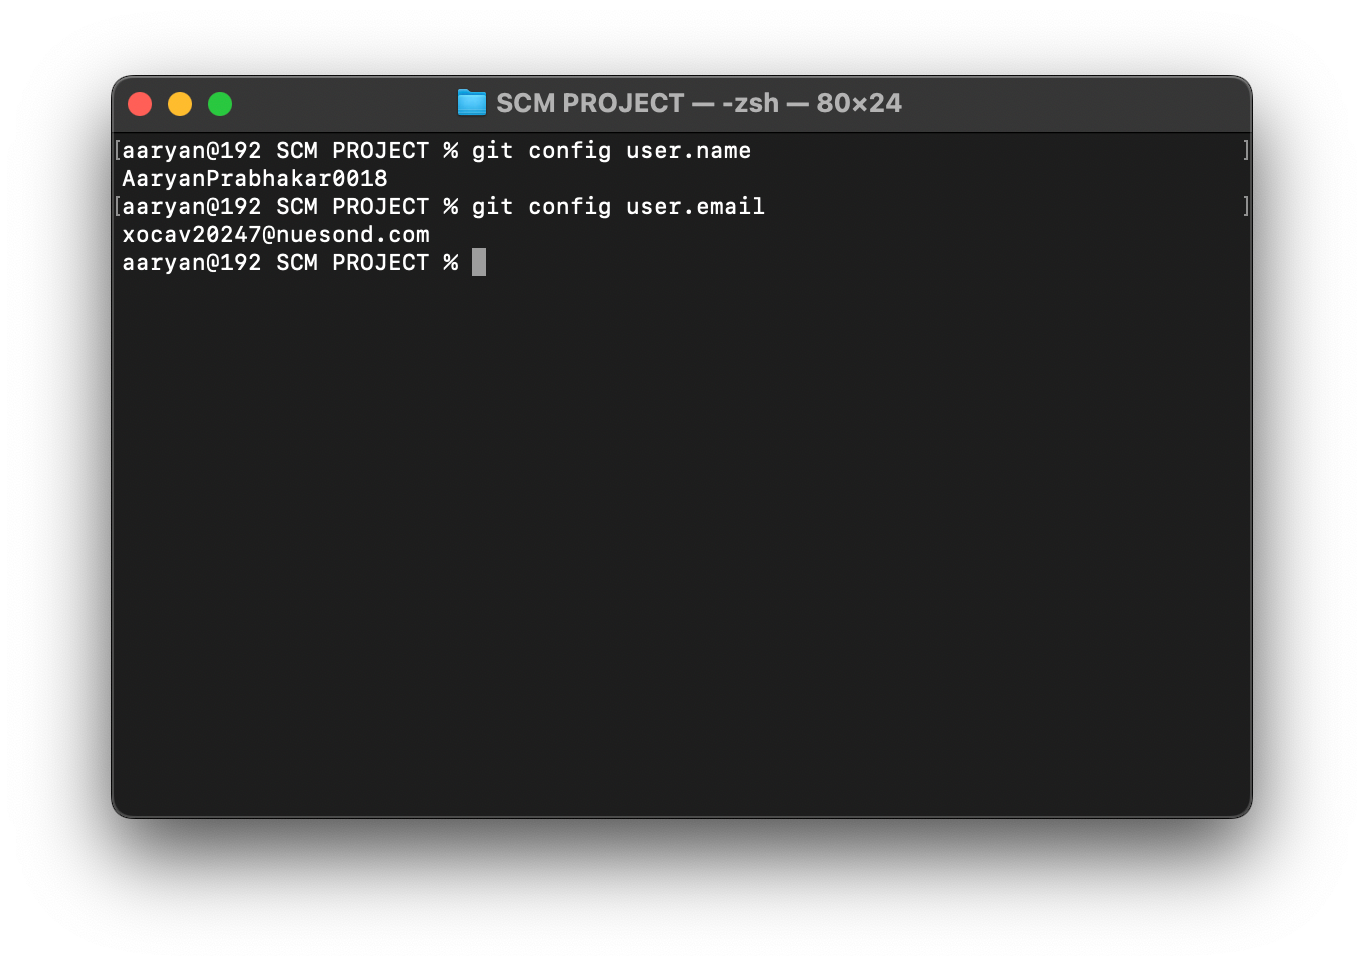 SCM PROJECT — -zsh — 80×24
[aaryan@192 SCM PROJECT % git config user.name ]
AaryanPrabhakar0018
[aaryan@192 SCM PROJECT % git config user.email ]
xocav20247@nuesond.com
aaryan@192 SCM PROJECT %